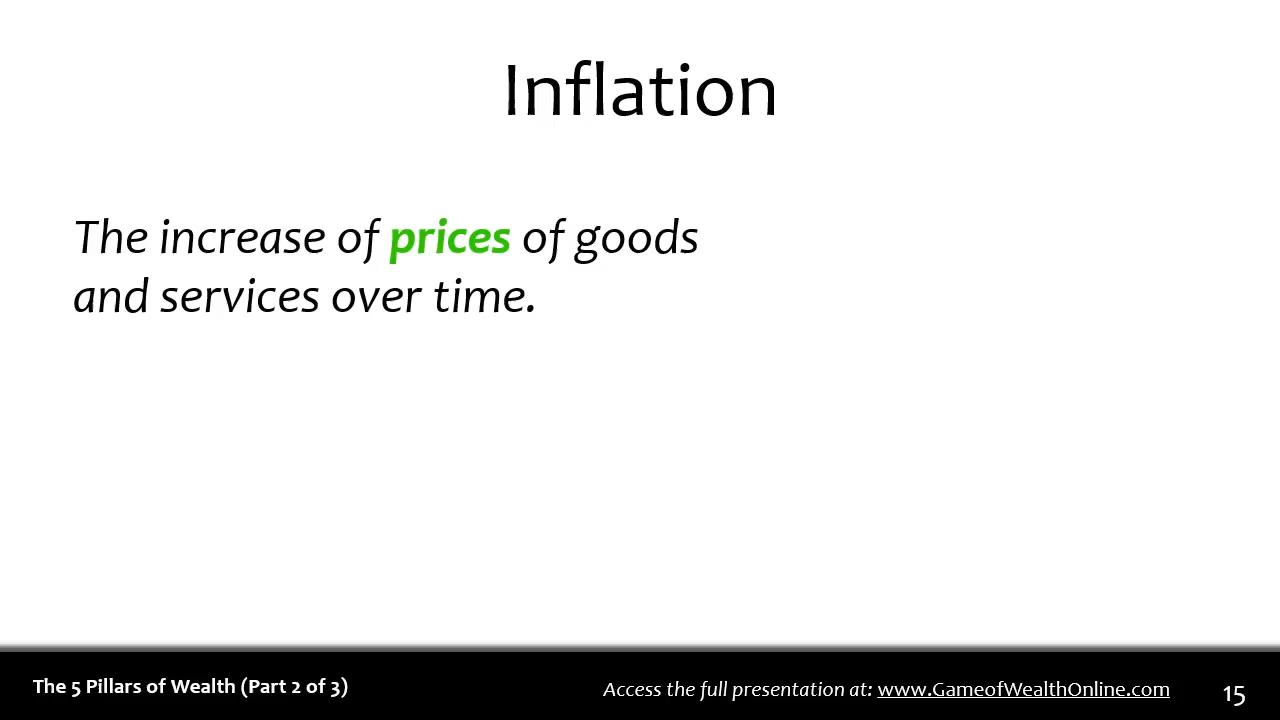 Inflation
The increase of prices of goods
and services over time.
The 5 Pillars of Wealth (Part 2 of 3)
Access the full presentation at: www.GameofWealthOnline.com
15